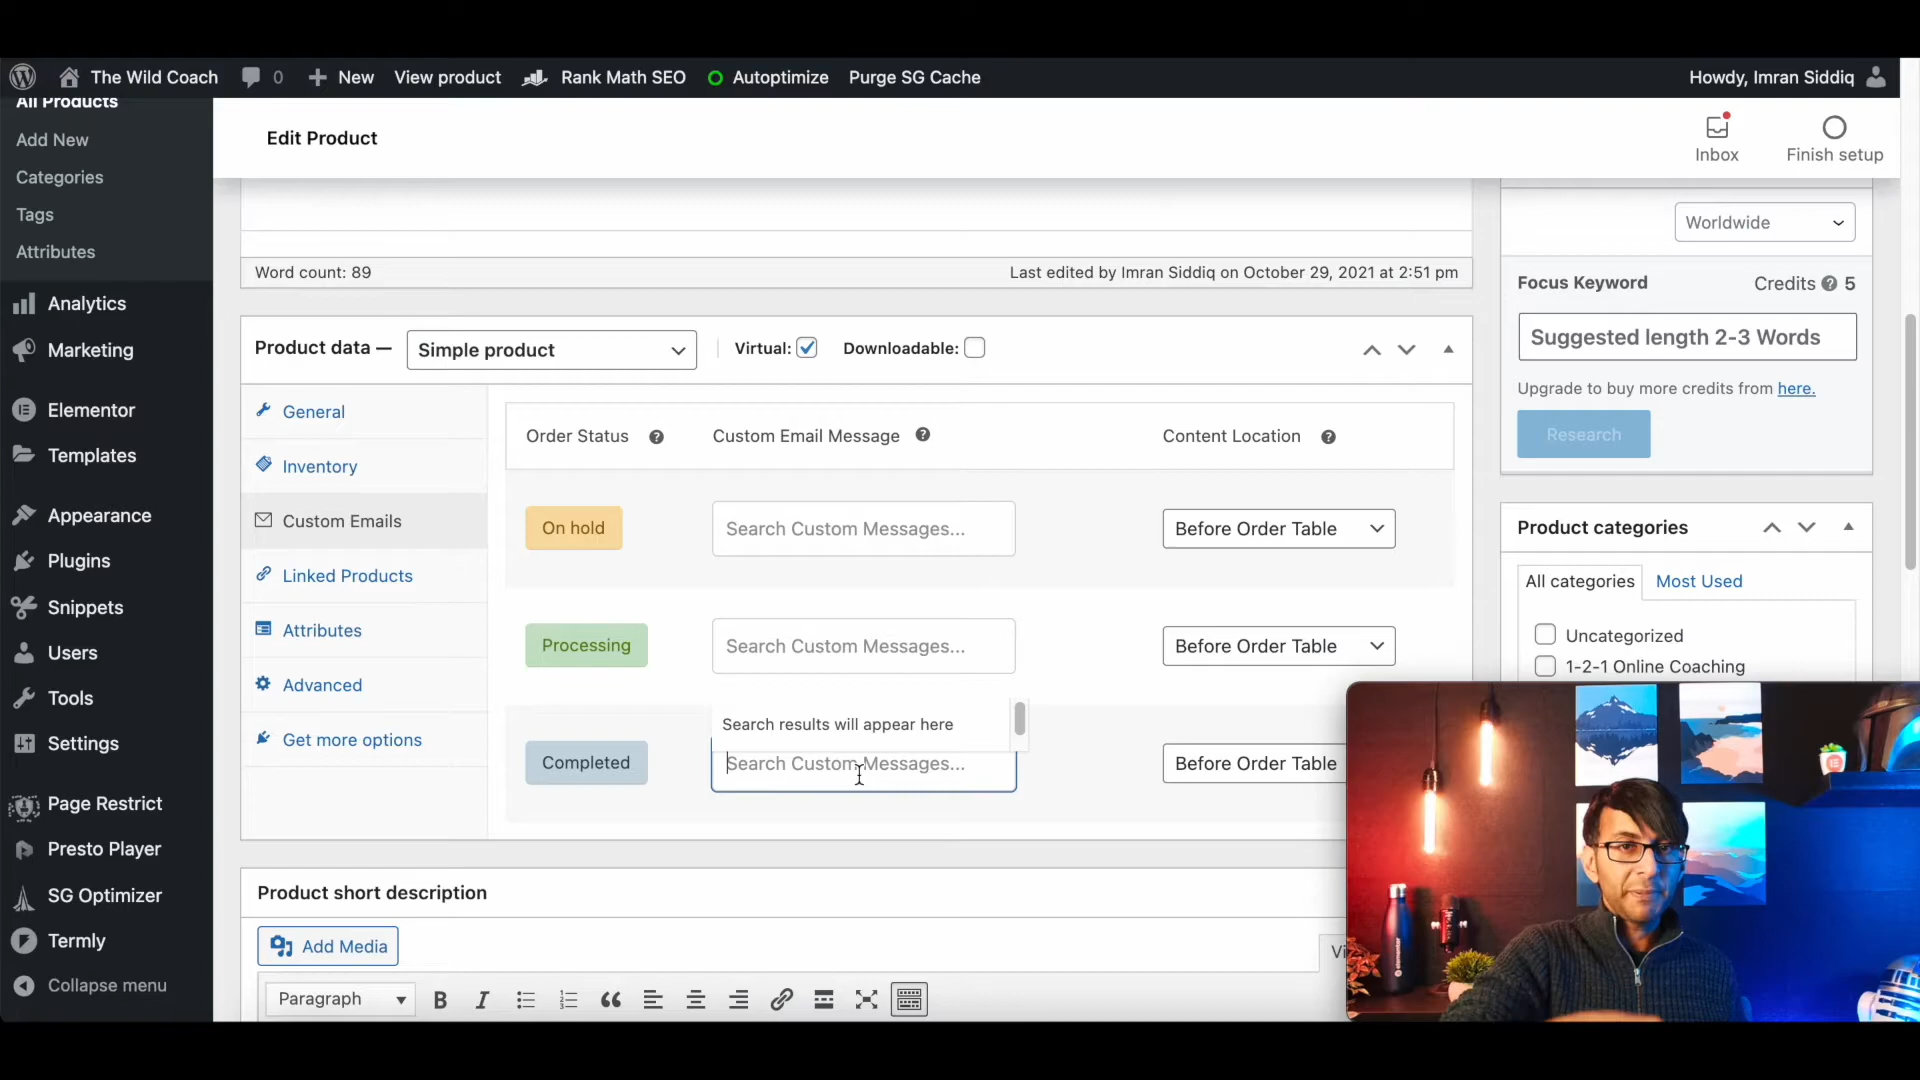 The Wild Coach 0 New View product Rank Math SEO Autoptimize Purge SG Cache Howdy, Imran Siddiq
All Products
Add New
Categories
Tags
Attributes
Analytics
Marketing
Elementor
Templates
Appearance
Plugins
Snippets
Users
Tools
Settings
Page Restrict
Presto Player
SG Optimizer
Termly
Collapse menu
Edit Product
Inbox
Finish setup
Word count: 89 Last edited by Imran Siddiq on October 29, 2021 at 2:51 pm
Product data — Simple product Virtual: Downloadable:
General
Inventory
Custom Emails
Linked Products
Attributes
Advanced
Get more options
Order Status Custom Email Message Content Location
On hold Search Custom Messages... Before Order Table
Processing Search Custom Messages... Before Order Table
Search results will appear here
Completed Search Custom Messages... Before Order Table
Product short description
Add Media
Vi
Paragraph B I
Worldwide
Focus Keyword Credits 5
Suggested length 2-3 Words
Upgrade to buy more credits from here.
Research
Product categories
All categories Most Used
Uncategorized
1-2-1 Online Coaching
elementor